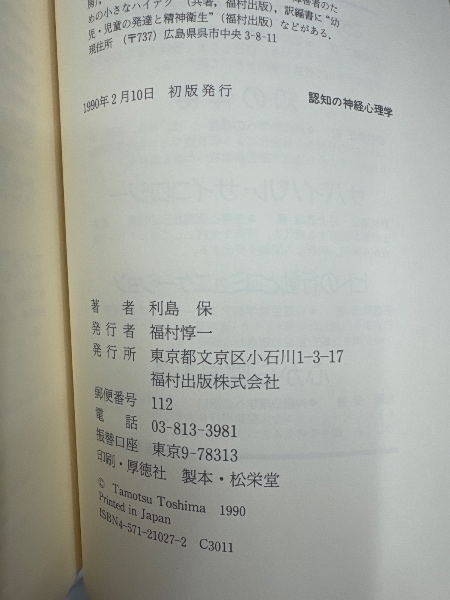 めの小さなハイテク" (共著,福村出版), 訳編書に"幼
児・児童の発達と精神衛生" (福村出版) などがある.
現住所 (〒737) 広島県呉市中央3-8-11
1990年2月10日 初版発行
認知の神経心理学
著者 利島 保
発行者 福村惇一
発行所 東京都文京区小石川1-3-17
福村出版株式会社
郵便番号 112
電話 03-813-3981
振替口座 東京9-78313
印刷・厚徳社 製本・松栄堂
© Tamotsu Toshima 1990
Printed in Japan
ISBN4-571-21027-2 C3011